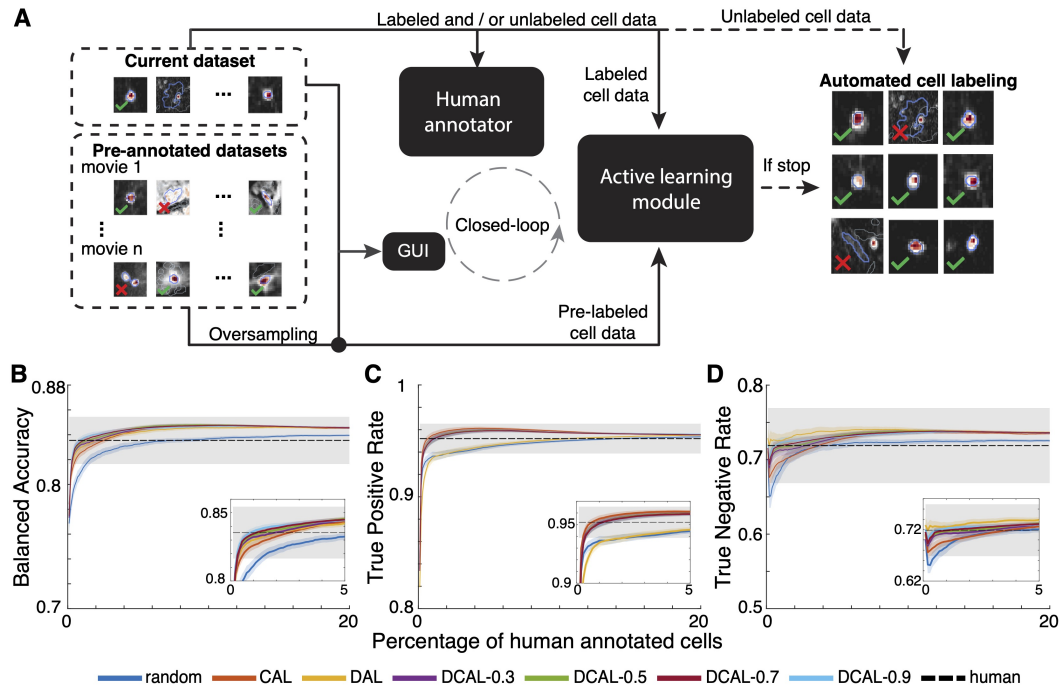 A
Labeled and / or unlabeled cell data
Unlabeled cell data
Current dataset
...
Pre-annotated datasets
movie 1
...
...
...
movie n
...
Human
annotator
GUI
Closed-loop
Labeled
cell data
Active learning
module
If stop
Automated cell labeling
Oversampling
Pre-labeled
cell data
B
Balanced Accuracy
0.88
0.8
0.7
0
20
0.85
0.8
0
5
C
True Positive Rate
1
0.9
0.8
0
20
0.95
0.9
0
5
D
True Negative Rate
0.8
0.7
0.6
0.5
0
20
0.72
0.62
0
5
Percentage of human annotated cells
random
CAL
DAL
DCAL-0.3
DCAL-0.5
DCAL-0.7
DCAL-0.9
human